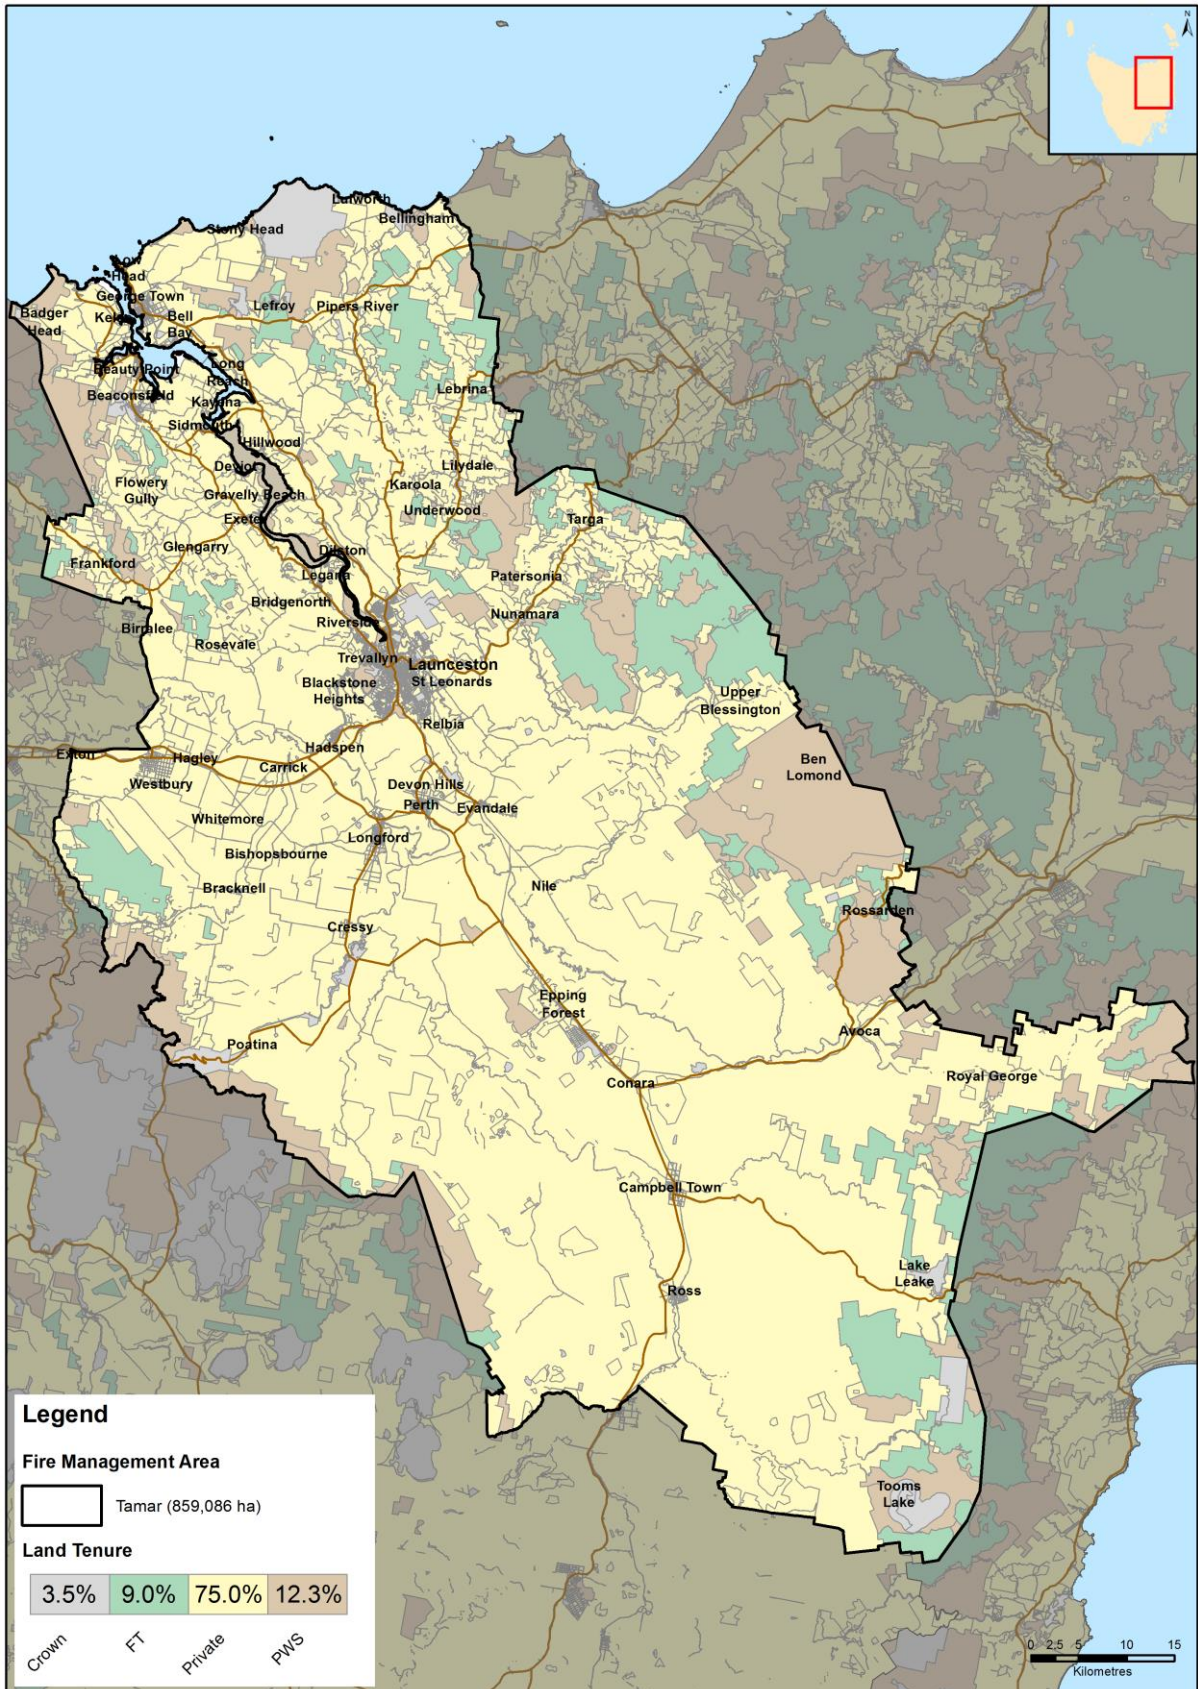 N
Lulworth
Bellingham
Stony Head
Low
Head
George Town
Lefroy
Pipers River
Badger
Head
Bell
Bay
Beauty Point
Long
Reach
Lebrina
Beaconsfield
Kayena
Sidmouth
Hillwood
Deviot
Lilydale
Flowery
Gully
Karoola
Gravelly Beach
Underwood
Exeter
Targa
Glengarry
Dilston
Frankford
Legana
Patersonia
Bridgenorth
Nunamara
Riverside
Birralee
Rosevale
Trevallyn
Launceston
St Leonards
Blackstone
Heights
Upper
Blessington
Relbia
Exton
Hagley
Hadspen
Carrick
Ben
Lomond
Westbury
Devon Hills
Perth
Evandale
Whitemore
Longford
Bishopsbourne
Bracknell
Nile
Rossarden
Cressy
Epping
Forest
Avoca
Poatina
Conara
Royal George
Campbell Town
Lake
Leake
Ross
Tooms
Lake
Legend
Fire Management Area
Tamar (859,086 ha)
Land Tenure
3.5% 9.0% 75.0% 12.3%
Crown FT Private PWS
0 2.5 5 10 15
Kilometres